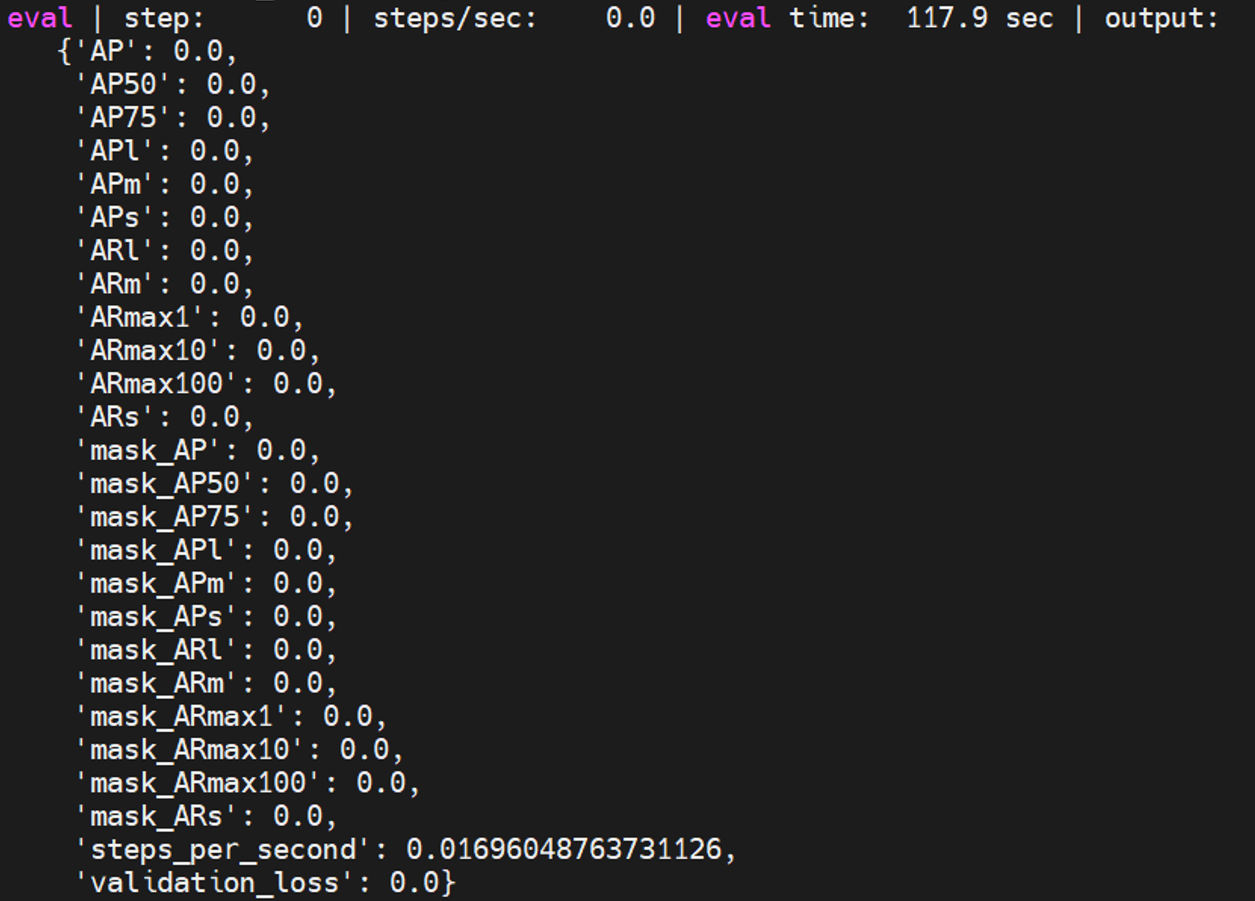 eval | step:      0 | steps/sec:    0.0 | eval time:  117.9 sec | output:
{'AP': 0.0,
'AP50': 0.0,
'AP75': 0.0,
'APl': 0.0,
'APm': 0.0,
'APs': 0.0,
'ARl': 0.0,
'ARm': 0.0,
'ARmax1': 0.0,
'ARmax10': 0.0,
'ARmax100': 0.0,
'ARs': 0.0,
'mask_AP': 0.0,
'mask_AP50': 0.0,
'mask_AP75': 0.0,
'mask_APl': 0.0,
'mask_APm': 0.0,
'mask_APs': 0.0,
'mask_ARl': 0.0,
'mask_ARm': 0.0,
'mask_ARmax1': 0.0,
'mask_ARmax10': 0.0,
'mask_ARmax100': 0.0,
'mask_ARs': 0.0,
'steps_per_second': 0.01696048763731126,
'validation_loss': 0.0}